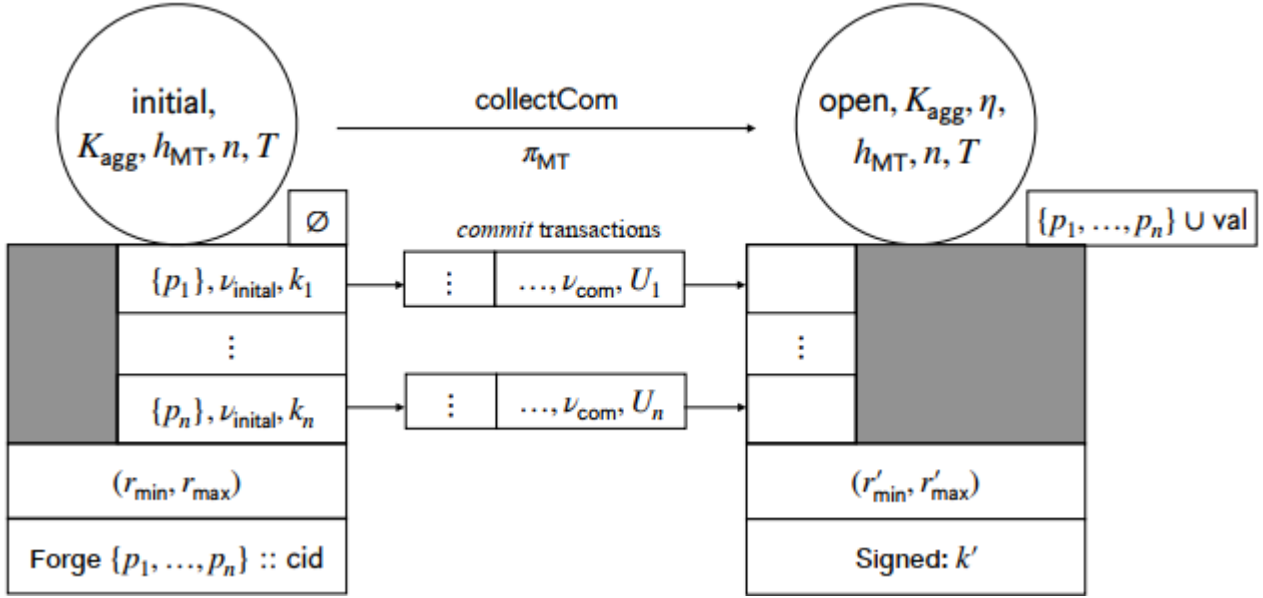 initial,
K_agg, h_MT, n, T
collectCom
π_MT
open, K_agg, η,
h_MT, n, T
∅
{p_1, …, p_n} ∪ val
commit transactions
{p_1}, ν_inital, k_1
⋮
…, ν_com, U_1
⋮
⋮
{p_n}, ν_inital, k_n
⋮
…, ν_com, U_n
(r_min, r_max)
(r′_min, r′_max)
Forge {p_1, …, p_n} :: cid
Signed: k′